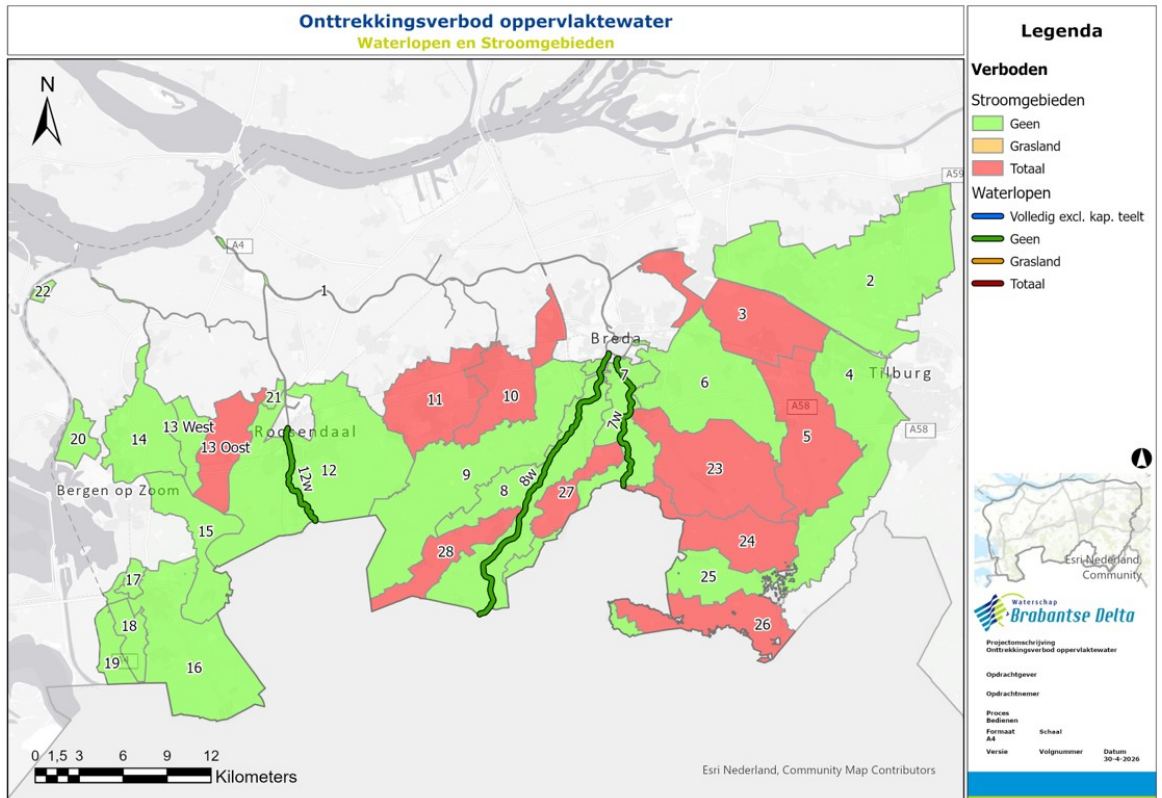 Onttrekkingsverbod oppervlaktewater
Waterlopen en Stroomgebieden
N
A59
A4
22
1
2
3
Breda
4
Tilburg
7
6
21
11
10
A58
5
A58
20
14
13 West
13 Oost
Roosendaal
12w
12
7w
9
8w
8
23
Bergen op Zoom
27
15
28
24
25
17
18
26
19
16
0 1,5 3 6 9 12
Kilometers
Esri Nederland, Community Map Contributors
Legenda
Verboden
Stroomgebieden
Geen
Grasland
Totaal
Waterlopen
Volledig excl. kap. teelt
Geen
Grasland
Totaal
Esri Nederland,
Community
Waterschap
Brabantse Delta
Projectomschrijving
Onttrekkingsverbod oppervlaktewater
Opdrachtgever
Opdrachtnemer
Proces
Bedienen
Formaat Schaal
A4
Versie Volgnummer Datum
30-4-2026